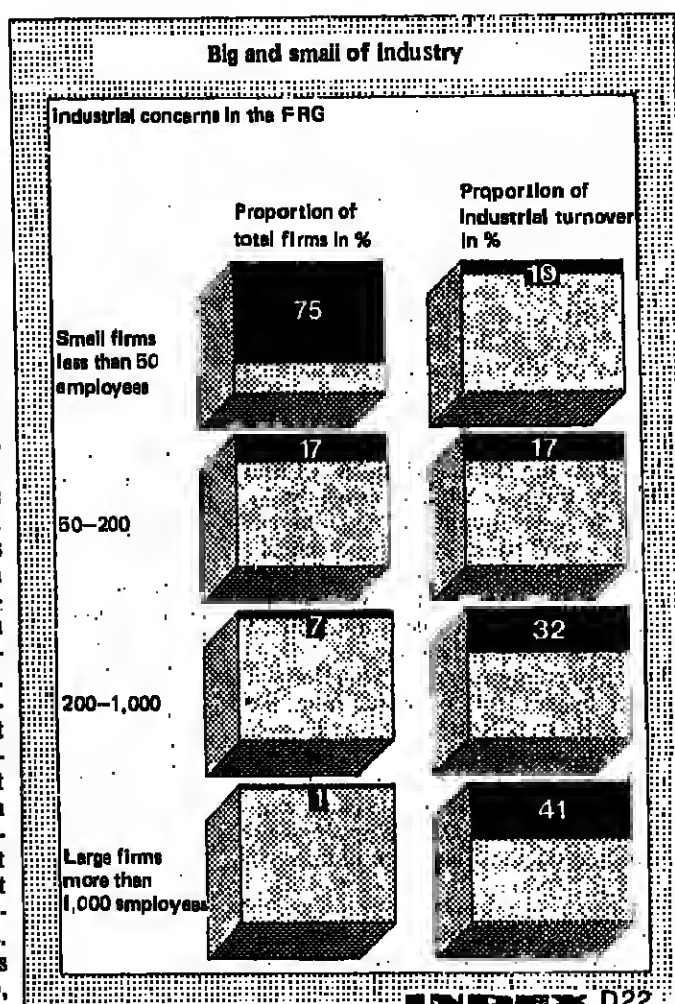 Big and small of Industry
Industrial concerns in the FRG
Proportion of
total firms in %
Proportion of
industrial turnover
in %
Small firms
less than 50
employees
75
50–200
17
17
200–1,000
7
32
Large firms
more than
1,000 employees
1
41
D22